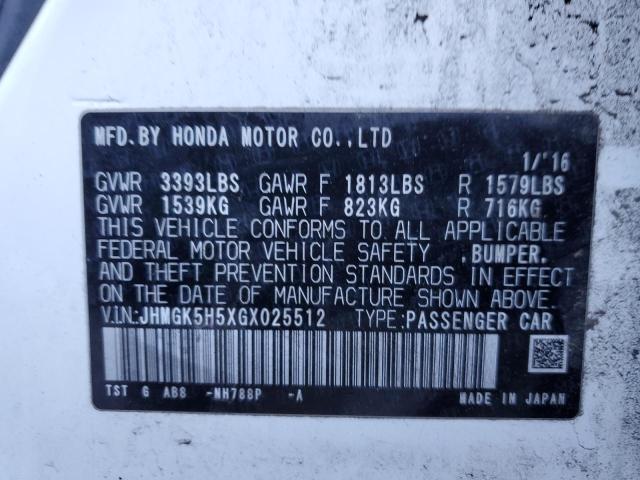 MFD.BY HONDA MOTOR CO.,LTD
1/'16
GVWR 3393LBS GAWR F 1813LBS R 1579LBS
GVWR 1539KG GAWR F 823KG R 716KG
THIS VEHICLE CONFORMS TO ALL APPLICABLE
FEDERAL MOTOR VEHICLE SAFETY ,BUMPER,
AND THEFT PREVENTION STANDARDS IN EFFECT
ON THE DATE OF MANUFACTURE SHOWN ABOVE.
V.I.N:JHMGK5H5XGX025512 TYPE:PASSENGER CAR
TST G AB8 -NH788P -A MADE IN JAPAN